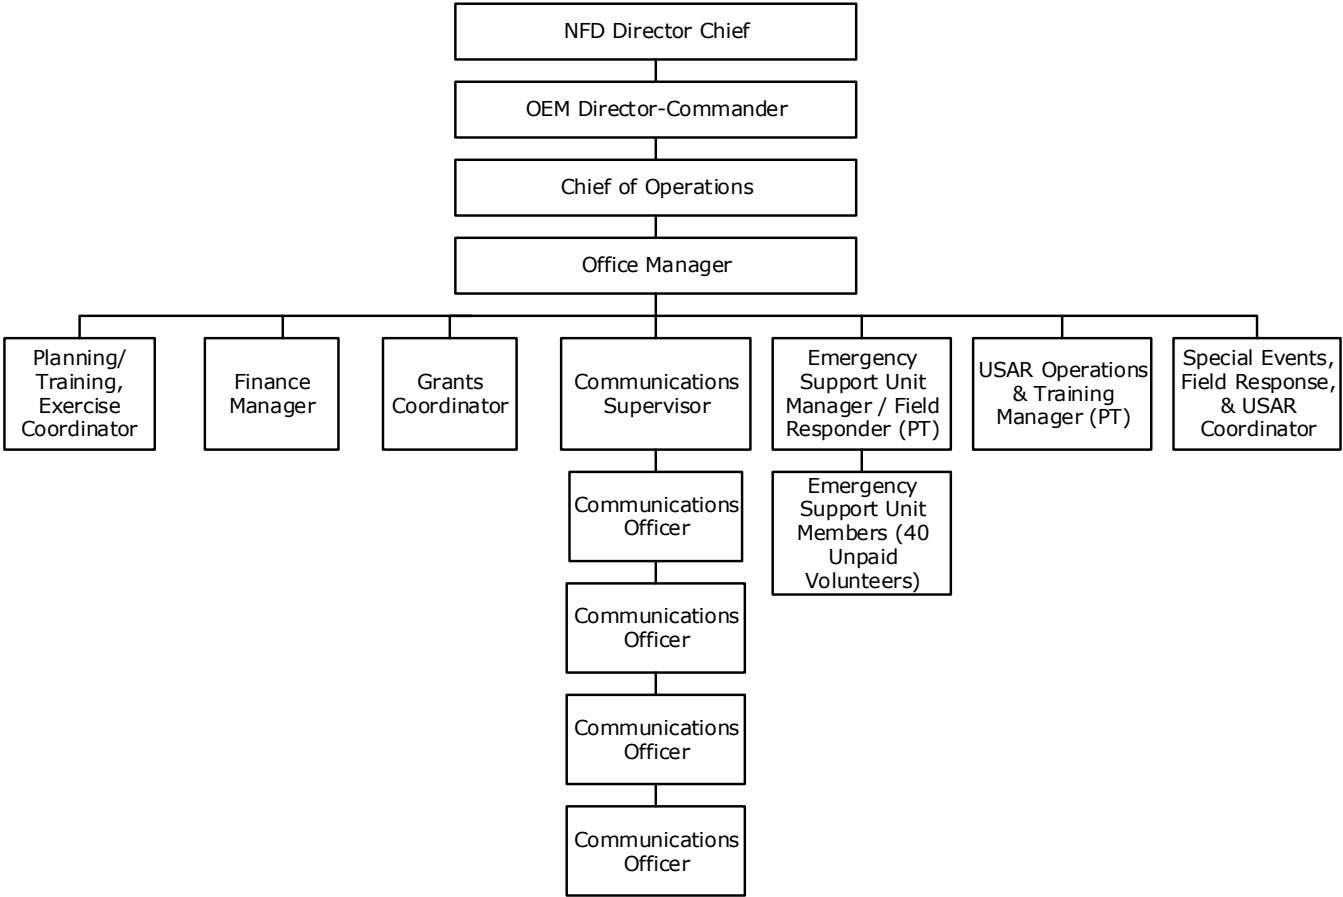 NFD Director Chief
OEM Director-Commander
Chief of Operations
Office Manager
Planning/
Training,
Exercise
Coordinator
Finance
Manager
Grants
Coordinator
Communications
Supervisor
Emergency
Support Unit
Manager / Field
Responder (PT)
USAR Operations
& Training
Manager (PT)
Special Events,
Field Response,
& USAR
Coordinator
Communications
Officer
Emergency
Support Unit
Members (40
Unpaid
Volunteers)
Communications
Officer
Communications
Officer
Communications
Officer